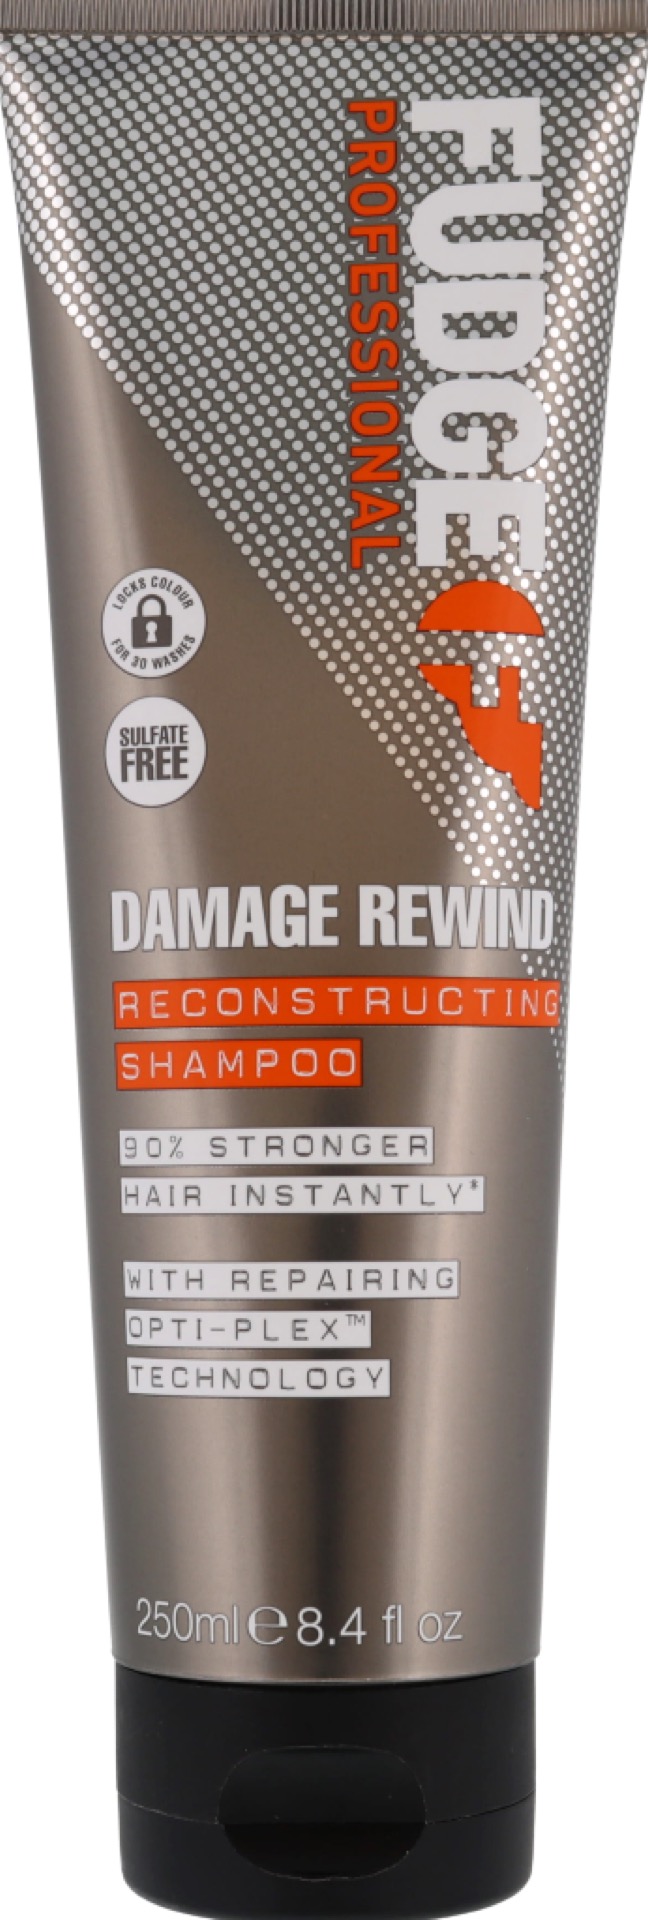 FUDGE
PROFESSIONAL
F
LOCKS COLOUR
FOR 30 WASHES
SULFATE
FREE
DAMAGE REWIND
RECONSTRUCTING
SHAMPOO
90% STRONGER
HAIR INSTANTLY*
WITH REPAIRING
OPTI-PLEX™
TECHNOLOGY
250ml℮8.4 fl oz